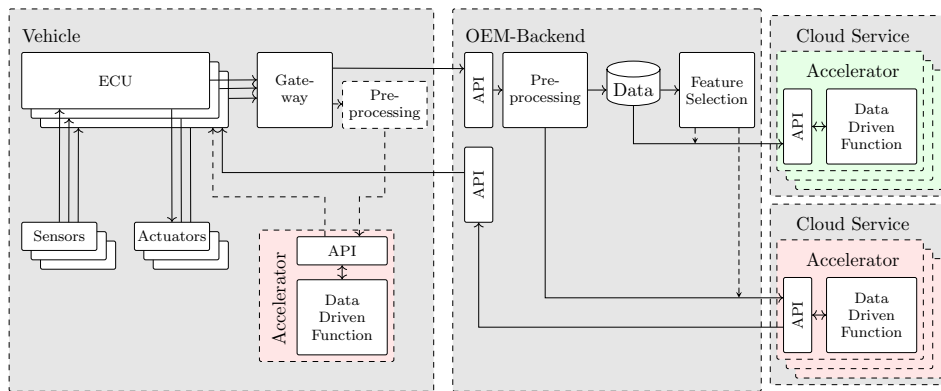 Vehicle
ECU
Gate-
way
Pre-
processing
Sensors
Actuators
Accelerator
API
Data
Driven
Function
OEM-Backend
API
Pre-
processing
Data
Feature
Selection
API
Cloud Service
Accelerator
API
Data
Driven
Function
Cloud Service
Accelerator
API
Data
Driven
Function